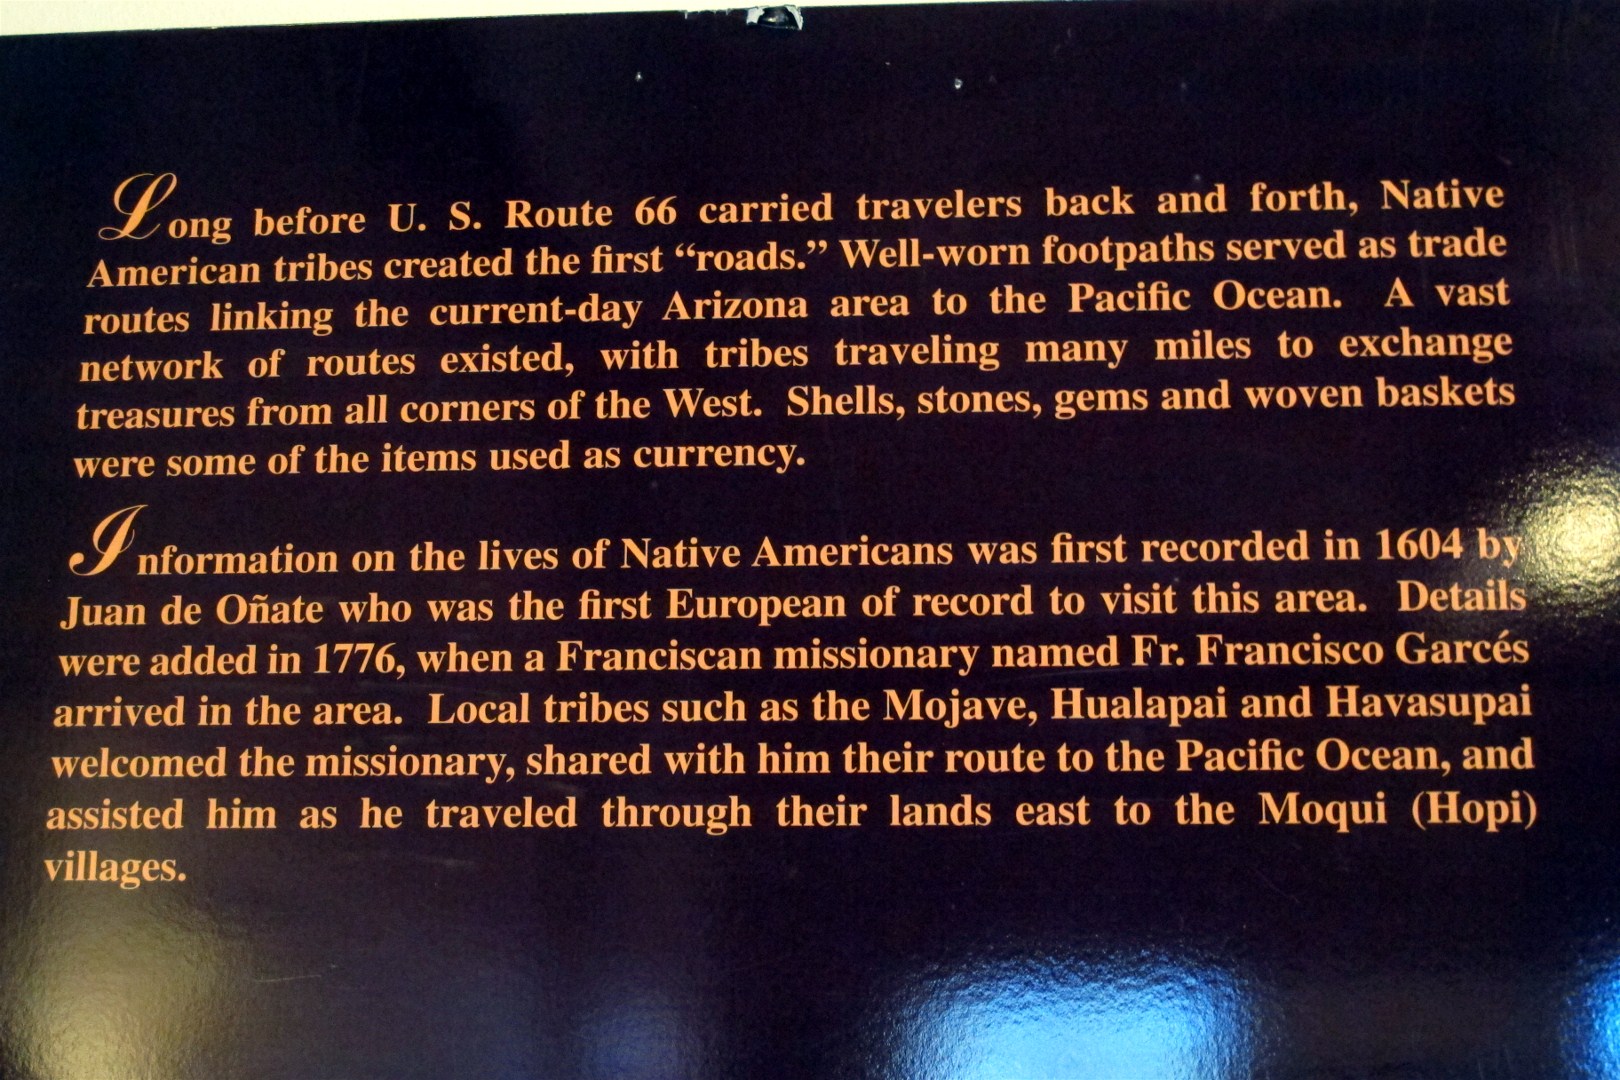 Long before U. S. Route 66 carried travelers back and forth, Native
American tribes created the first “roads.” Well-worn footpaths served as trade
routes linking the current-day Arizona area to the Pacific Ocean. A vast
network of routes existed, with tribes traveling many miles to exchange
treasures from all corners of the West. Shells, stones, gems and woven baskets
were some of the items used as currency.
Information on the lives of Native Americans was first recorded in 1604 by
Juan de Oñate who was the first European of record to visit this area. Details
were added in 1776, when a Franciscan missionary named Fr. Francisco Garcés
arrived in the area. Local tribes such as the Mojave, Hualapai and Havasupai
welcomed the missionary, shared with him their route to the Pacific Ocean, and
assisted him as he traveled through their lands east to the Moqui (Hopi)
villages.